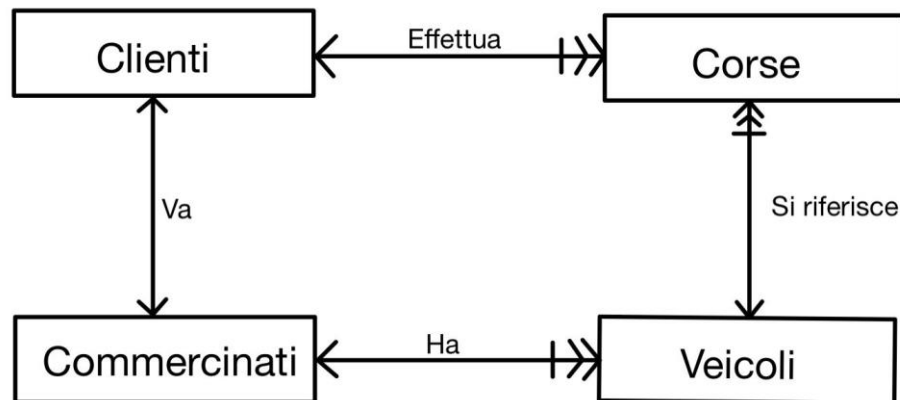 Clienti
Effettua
Corse
Va
Si riferisce
Commercinati
Ha
Veicoli